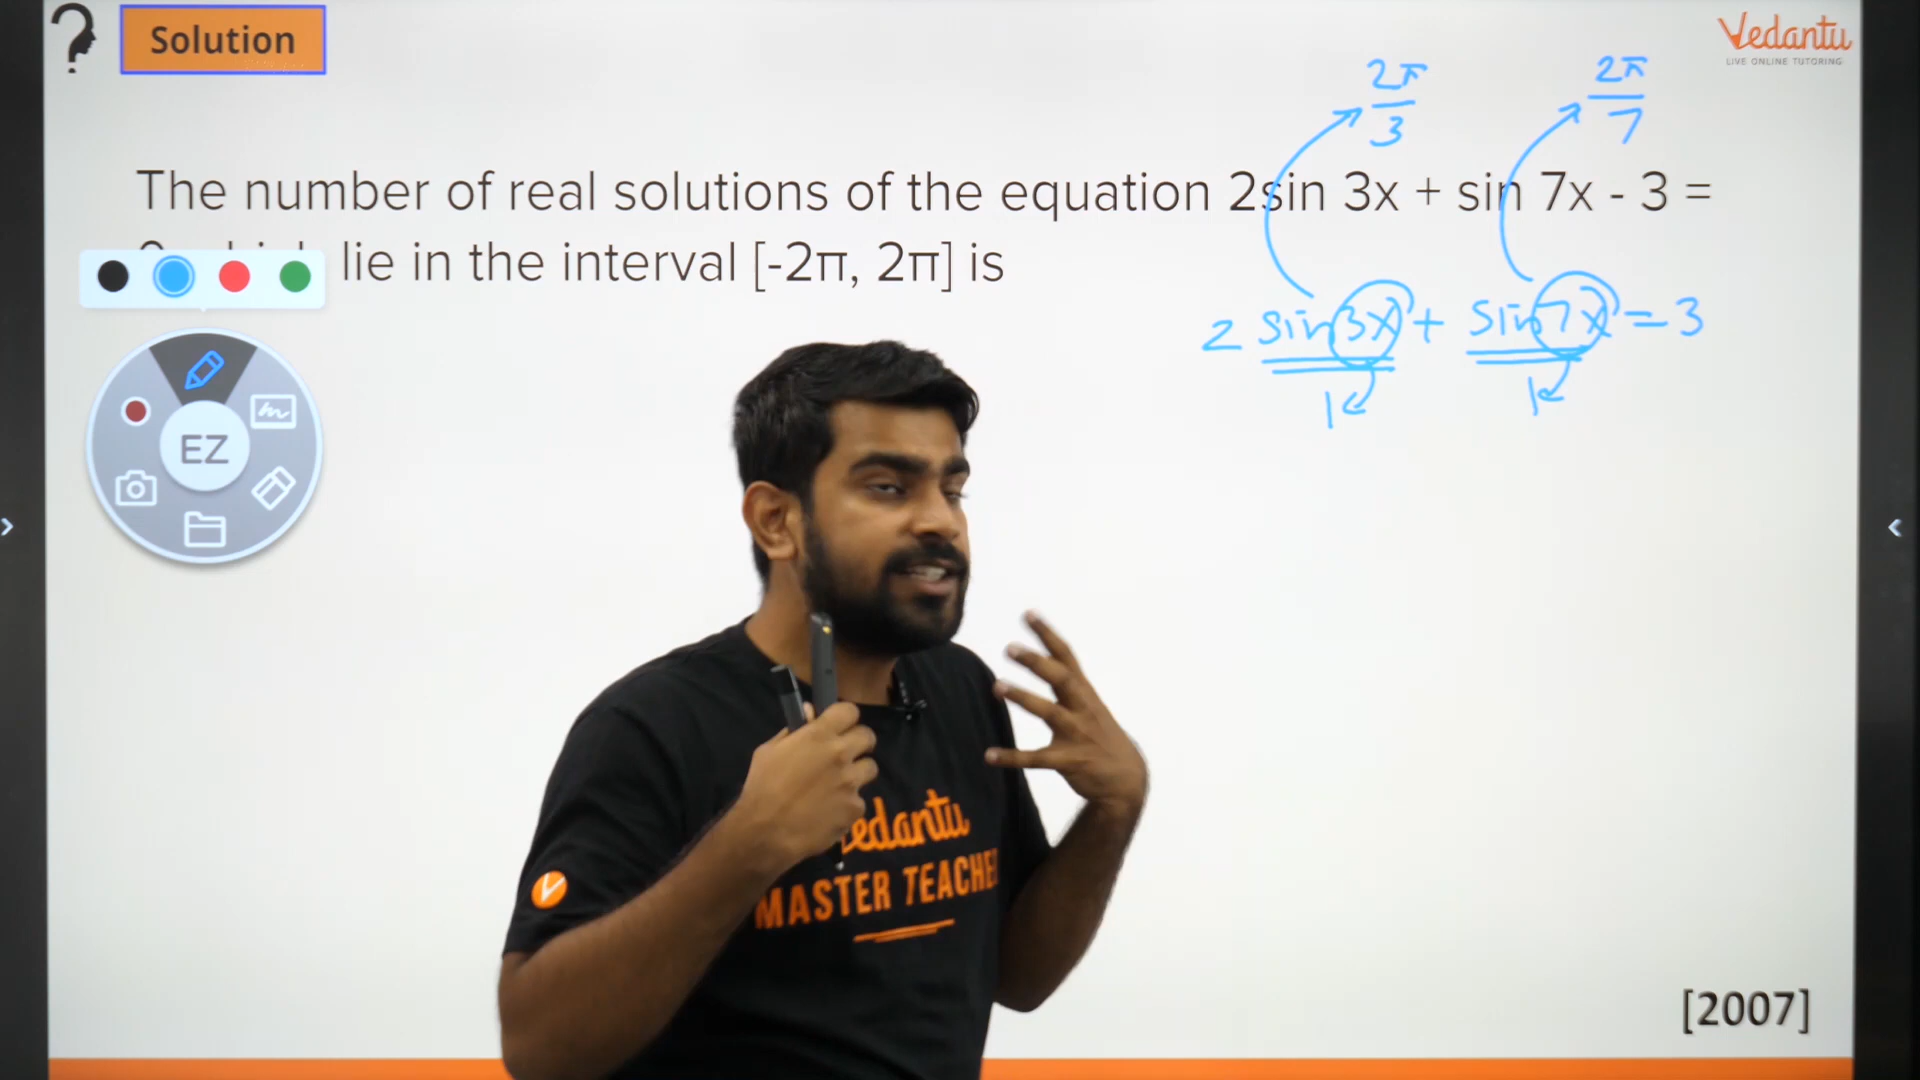 Solution
Vedantu
LIVE ONLINE TUTORING
2π/3
2π/7
The number of real solutions of the equation 2sin 3x + sin 7x - 3 =
lie in the interval [-2π, 2π] is
2 sin 3x + sin 7x = 3
1
1
EZ
edantu
MASTER TEACHE
[2007]